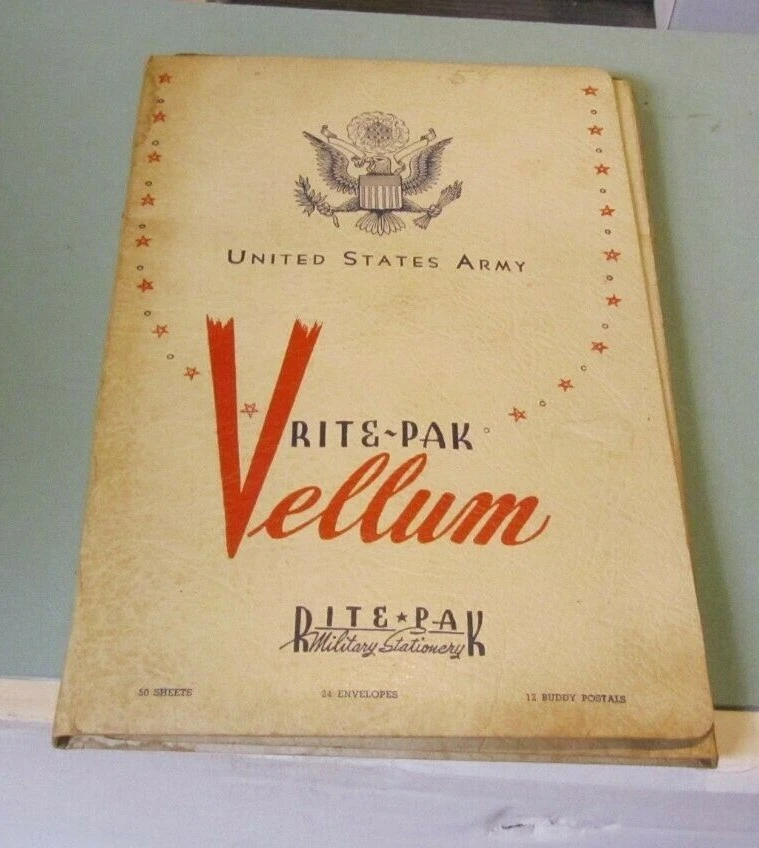 UNITED STATES ARMY
RITE~PAK
Vellum
RITE★PAK
Military Stationery
50 SHEETS 24 ENVELOPES 12 BUDDY POSTALS